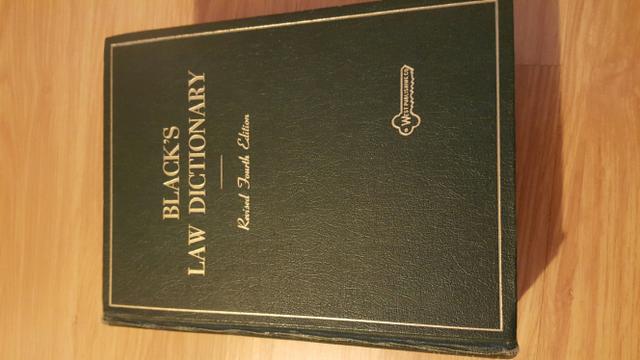 BLACK'S
LAW DICTIONARY
Revised Fourth Edition
WEST PUBLISHING CO